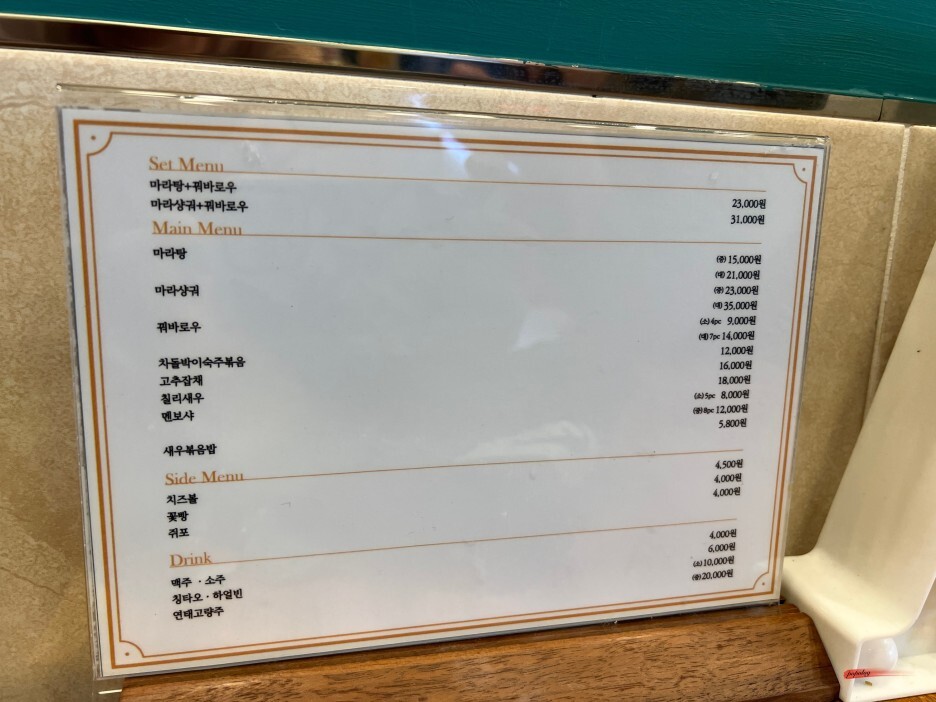 Set Menu
마라탕+꿔바로우 23,000원
마라샹궈+꿔바로우 31,000원
Main Menu
마라탕 (중) 15,000원
(대) 21,000원
마라샹궈 (중) 23,000원
(대) 35,000원
꿔바로우 (소) 4pc 9,000원
(대) 7pc 14,000원
차돌박이숙주볶음 12,000원
고추잡채 16,000원
칠리새우 18,000원
멘보샤 (소) 5pc 8,000원
(중) 8pc 12,000원
새우볶음밥 5,800원
Side Menu
치즈볼 4,500원
꽃빵 4,000원
쥐포 4,000원
Drink
맥주 · 소주 4,000원
칭타오 · 하얼빈 6,000원
연태고량주 (소) 10,000원
(중) 20,000원